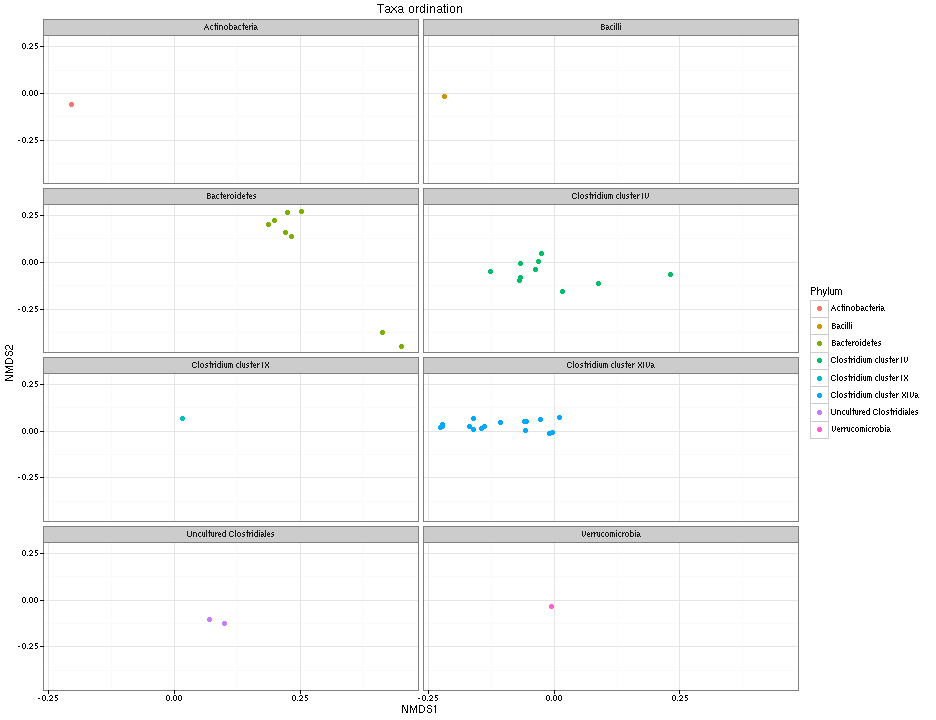 Taxa ordination
Actinobacteria
Bacilli
0.25
0.00
-0.25
Bacteroidetes
Clostridium cluster IV
0.25
0.00
-0.25
Clostridium cluster IX
Clostridium cluster XIVa
0.25
0.00
-0.25
Uncultured Clostridiales
Verrucomicrobia
0.25
0.00
-0.25
-0.25
0.00
0.25
-0.25
0.00
0.25
NMDS1
NMDS2
Phylum
Actinobacteria
Bacilli
Bacteroidetes
Clostridium cluster IV
Clostridium cluster IX
Clostridium cluster XIVa
Uncultured Clostridiales
Verrucomicrobia